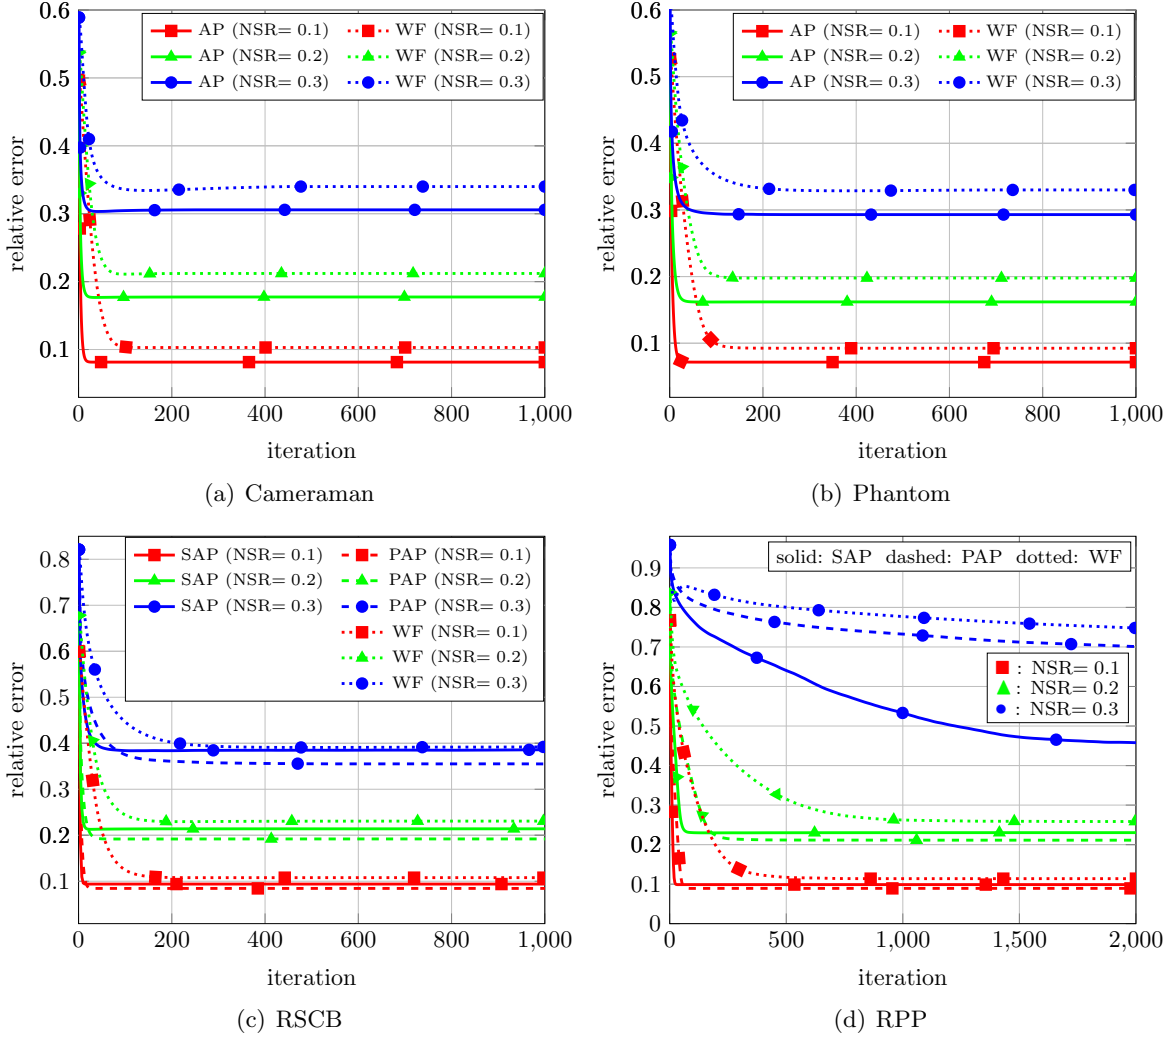 0.6
0.5
0.4
0.3
0.2
0.1
0 200 400 600 800 1,000
relative error
iteration
AP (NSR= 0.1) WF (NSR= 0.1)
AP (NSR= 0.2) WF (NSR= 0.2)
AP (NSR= 0.3) WF (NSR= 0.3)
(a) Cameraman
0.6
0.5
0.4
0.3
0.2
0.1
0 200 400 600 800 1,000
relative error
iteration
AP (NSR= 0.1) WF (NSR= 0.1)
AP (NSR= 0.2) WF (NSR= 0.2)
AP (NSR= 0.3) WF (NSR= 0.3)
(b) Phantom
0.8
0.7
0.6
0.5
0.4
0.3
0.2
0.1
0 200 400 600 800 1,000
relative error
iteration
SAP (NSR= 0.1) PAP (NSR= 0.1)
SAP (NSR= 0.2) PAP (NSR= 0.2)
SAP (NSR= 0.3) PAP (NSR= 0.3)
WF (NSR= 0.1)
WF (NSR= 0.2)
WF (NSR= 0.3)
(c) RSCB
0.9
0.8
0.7
0.6
0.5
0.4
0.3
0.2
0.1
0
0 500 1,000 1,500 2,000
relative error
iteration
solid: SAP dashed: PAP dotted: WF
: NSR= 0.1
: NSR= 0.2
: NSR= 0.3
(d) RPP